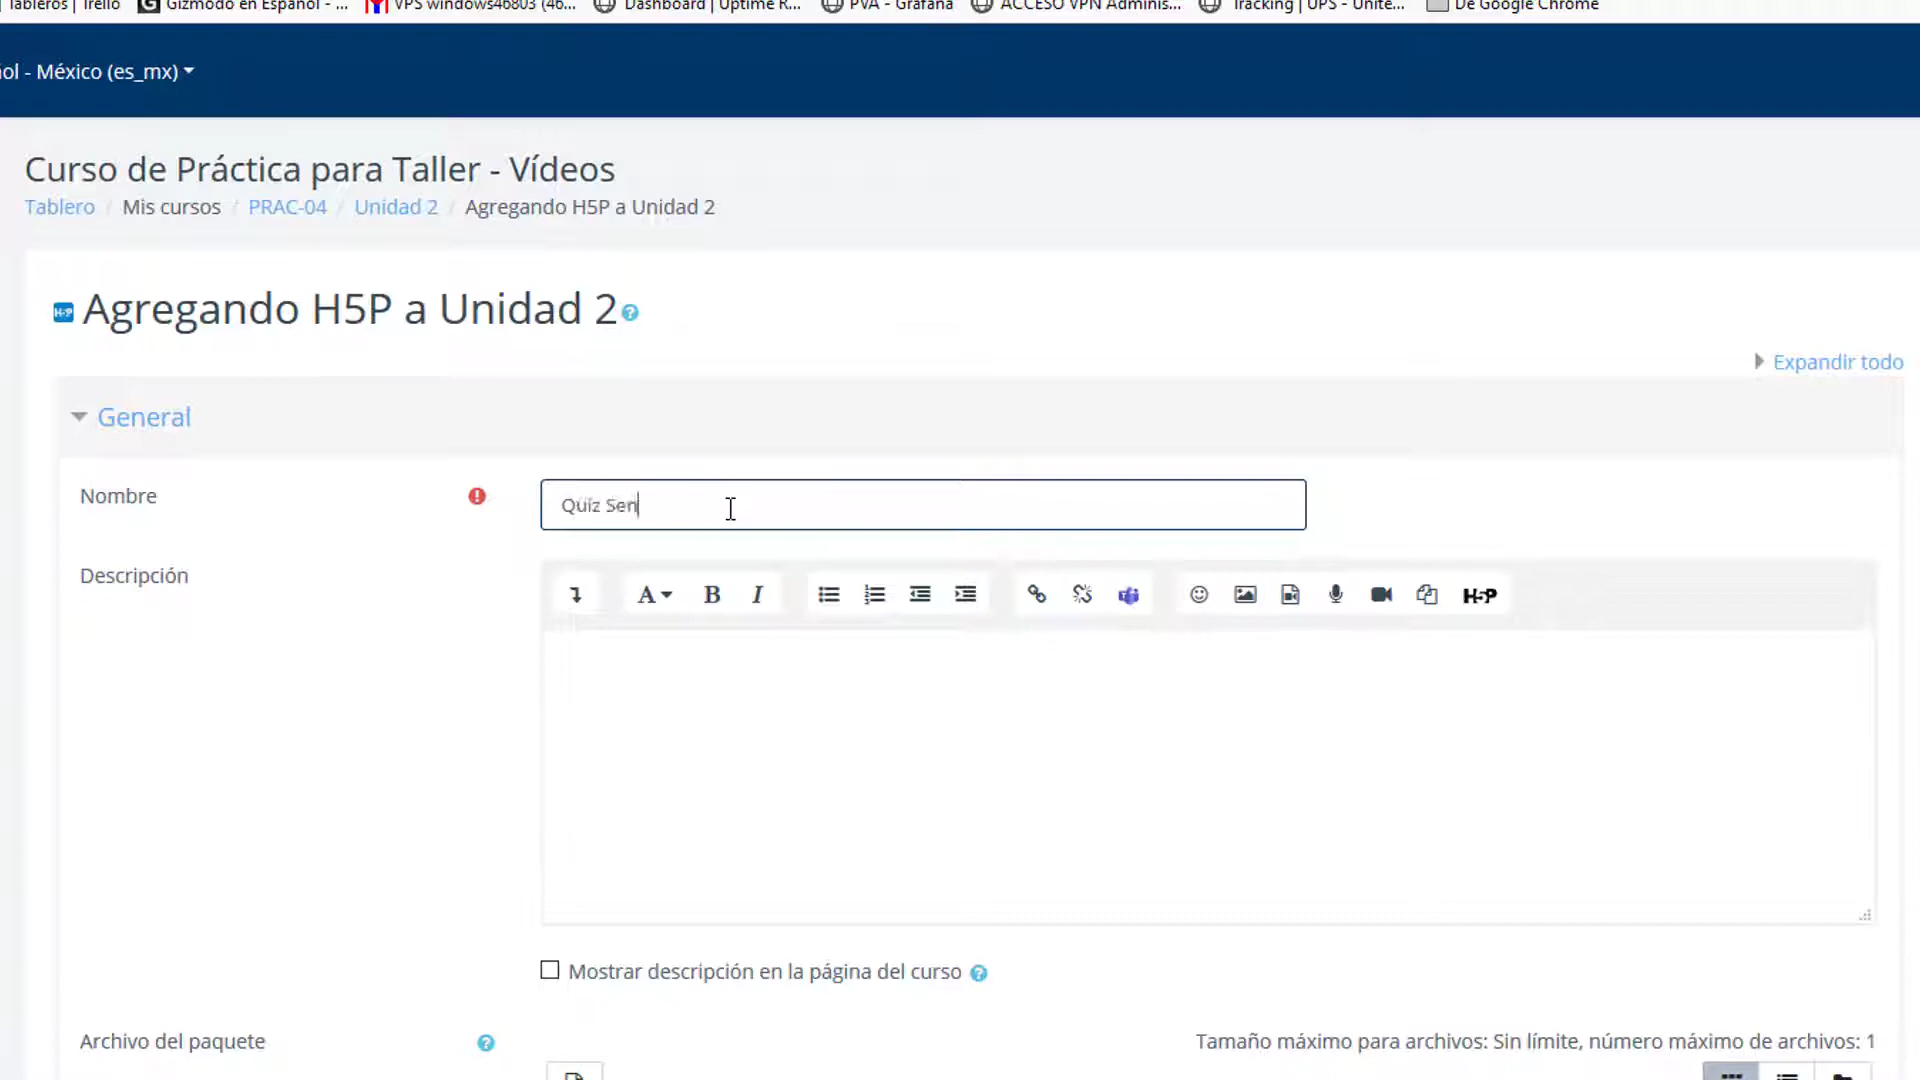 Tableros | Trello Gizmodo en Español - ... VPS windows46803 (46... Dashboard | Uptime R... PVA - Grafana ACCESO VPN Adminis... Tracking | UPS - Unite... De Google Chrome
ol - México (es_mx)
Curso de Práctica para Taller - Vídeos
Tablero / Mis cursos / PRAC-04 / Unidad 2 / Agregando H5P a Unidad 2
H-P Agregando H5P a Unidad 2
Expandir todo
General
Nombre
Quiz Sen
Descripción
A B I H5P
Mostrar descripción en la página del curso
Archivo del paquete
Tamaño máximo para archivos: Sin límite, número máximo de archivos: 1